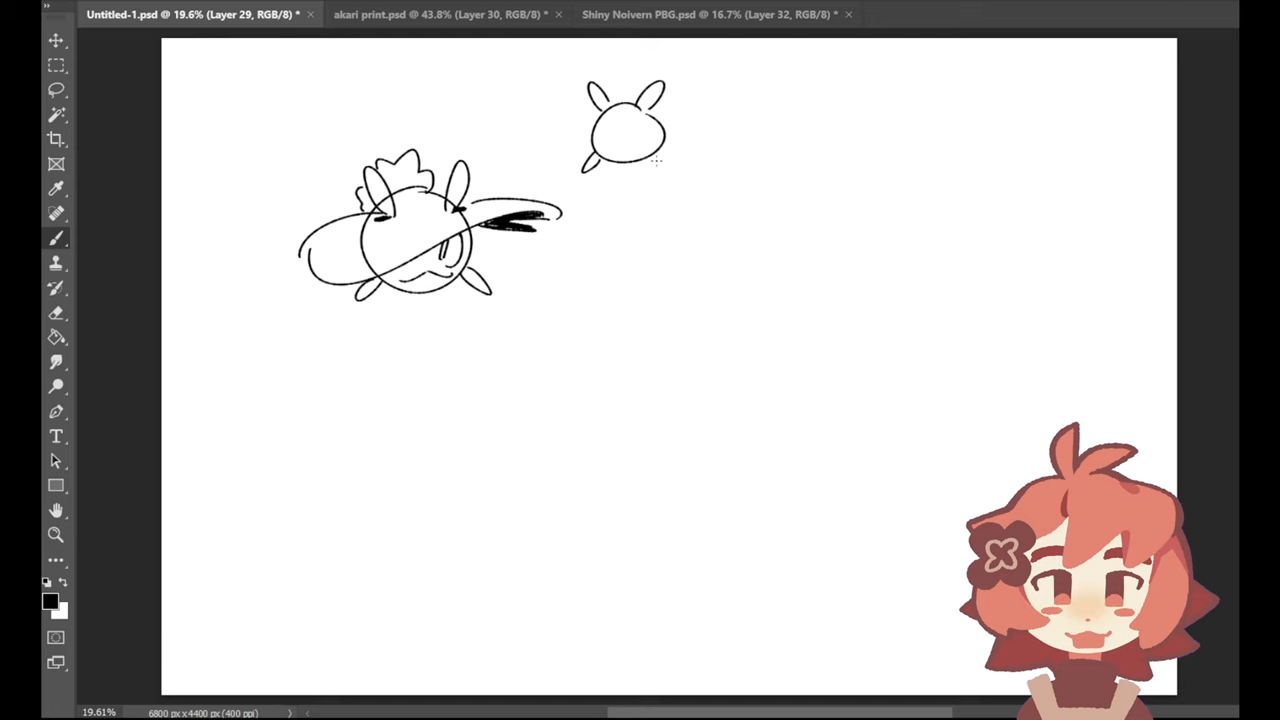 Untitled-1.psd @ 19.6% (Layer 29, RGB/8) * akari print.psd @ 43.8% (Layer 30, RGB/8) * Shiny Noivern PBG.psd @ 16.7% (Layer 32, RGB/8) *
T
19.61% 6800 px x 4400 px (400 ppi)